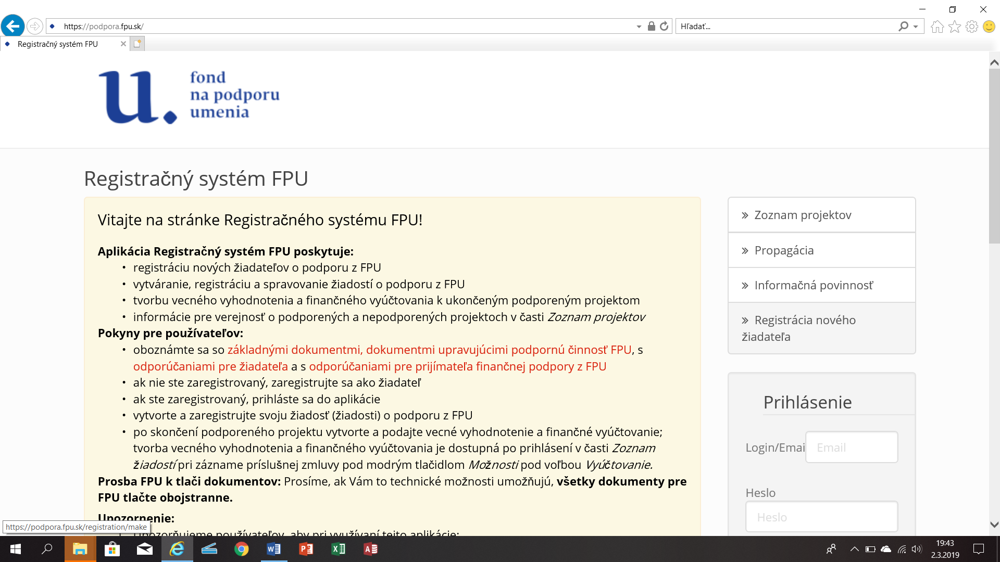 https://podpora.fpu.sk/
Hľadať...
Registračný systém FPU
u.
fond
na podporu
umenia
Registračný systém FPU
Vitajte na stránke Registračného systému FPU!
Aplikácia Registračný systém FPU poskytuje:
• registráciu nových žiadateľov o podporu z FPU
• vytváranie, registráciu a spravovanie žiadostí o podporu z FPU
• tvorbu vecného vyhodnotenia a finančného vyúčtovania k ukončeným podporeným projektom
• informácie pre verejnosť o podporených a nepodporených projektoch v časti Zoznam projektov
Pokyny pre používateľov:
• oboznámte sa so základnými dokumentmi, dokumentmi upravujúcimi podpornú činnosť FPU, s
odporúčaniami pre žiadateľa a s odporúčaniami pre prijímateľa finančnej podpory z FPU
• ak nie ste zaregistrovaný, zaregistrujte sa ako žiadateľ
• ak ste zaregistrovaný, prihláste sa do aplikácie
• vytvorte a zaregistrujte svoju žiadosť (žiadosti) o podporu z FPU
• po skončení podporeného projektu vytvorte a podajte vecné vyhodnotenie a finančné vyúčtovanie;
tvorba vecného vyhodnotenia a finančného vyúčtovania je dostupná po prihlásení v časti Zoznam
žiadostí pri zázname príslušnej zmluvy pod modrým tlačidlom Možnosti pod voľbou Vyúčtovanie.
Prosba FPU k tlači dokumentov: Prosíme, ak Vám to technické možnosti umožňujú, všetky dokumenty pre
FPU tlačte obojstranne.
Upozornenie:
Upozorňujeme používateľov, aby pri využívaní tejto aplikácie:
» Zoznam projektov
» Propagácia
» Informačná povinnosť
» Registrácia nového
žiadateľa
Prihlásenie
Login/Emai
Email
Heslo
Heslo
https://podpora.fpu.sk/registration/make
19:43
2.3.2019